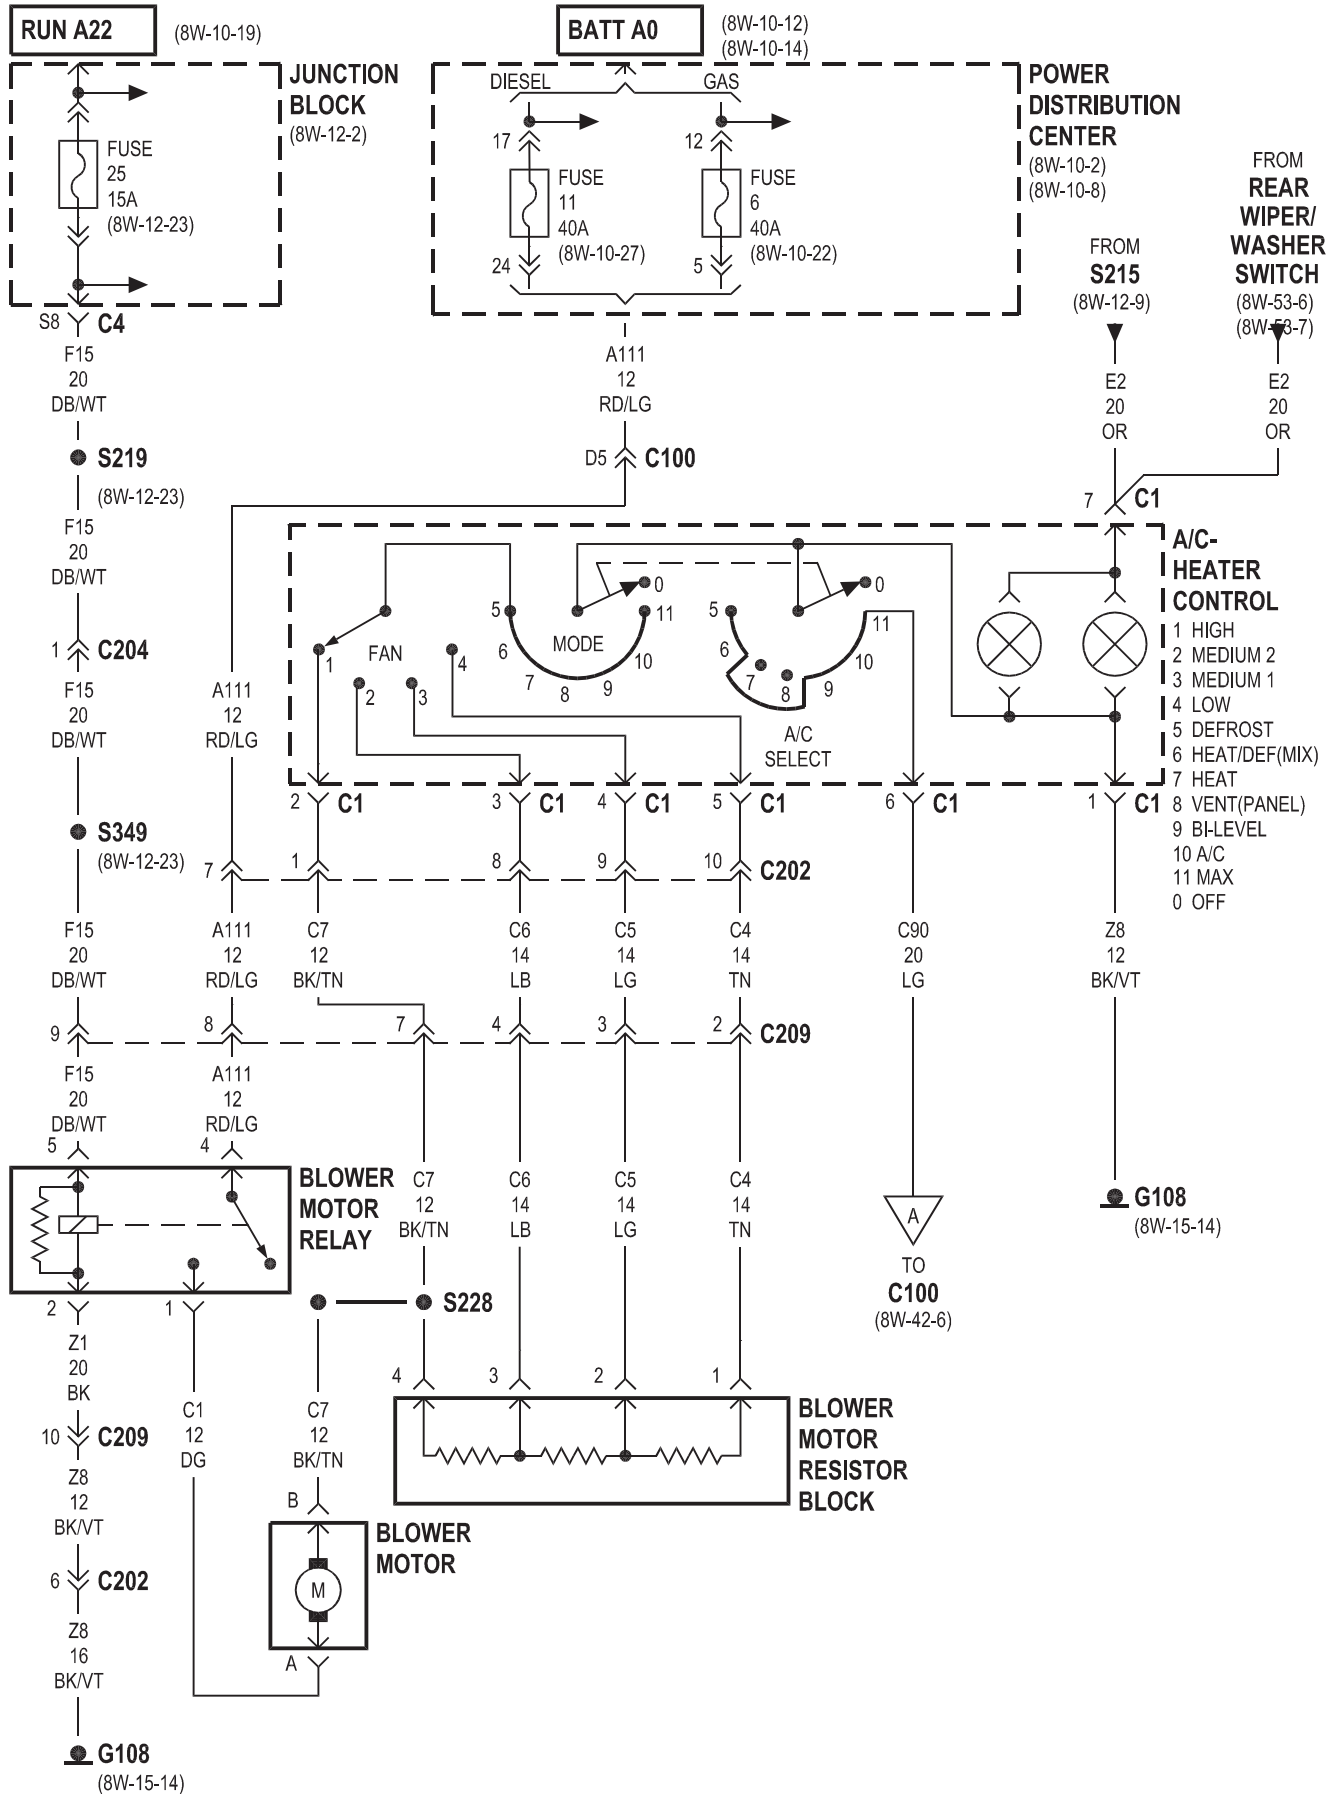 RUN A22
(8W-10-19)
BATT A0
(8W-10-12)
(8W-10-14)
JUNCTION
BLOCK
(8W-12-2)
FUSE
25
15A
(8W-12-23)
DIESEL
GAS
17
12
FUSE
11
40A
(8W-10-27)
FUSE
6
40A
(8W-10-22)
24
5
POWER
DISTRIBUTION
CENTER
(8W-10-2)
(8W-10-8)
FROM
S215
(8W-12-9)
FROM
REAR
WIPER/
WASHER
SWITCH
(8W-53-6)
(8W-53-7)
S8
C4
F15
20
DB/WT
A111
12
RD/LG
E2
20
OR
E2
20
OR
S219
(8W-12-23)
D5
C100
7
C1
F15
20
DB/WT
1
C204
F15
20
DB/WT
A111
12
RD/LG
1
FAN
2
3
4
5
6
7
8
9
10
11
0
MODE
5
6
7
8
9
10
11
0
A/C
SELECT
A/C-
HEATER
CONTROL
1 HIGH
2 MEDIUM 2
3 MEDIUM 1
4 LOW
5 DEFROST
6 HEAT/DEF(MIX)
7 HEAT
8 VENT(PANEL)
9 BI-LEVEL
10 A/C
11 MAX
0 OFF
2
C1
3
C1
4
C1
5
C1
6
C1
1
C1
S349
(8W-12-23)
7
1
8
9
10
C202
F15
20
DB/WT
A111
12
RD/LG
C7
12
BK/TN
C6
14
LB
C5
14
LG
C4
14
TN
C90
20
LG
Z8
12
BK/VT
9
8
7
4
3
2
C209
F15
20
DB/WT
A111
12
RD/LG
5
4
BLOWER
MOTOR
RELAY
C7
12
BK/TN
C6
14
LB
C5
14
LG
C4
14
TN
A
TO
C100
(8W-42-6)
G108
(8W-15-14)
2
1
S228
Z1
20
BK
4
3
2
1
BLOWER
MOTOR
RESISTOR
BLOCK
10
C209
C1
12
DG
C7
12
BK/TN
Z8
12
BK/VT
B
BLOWER
MOTOR
M
A
6
C202
Z8
16
BK/VT
G108
(8W-15-14)